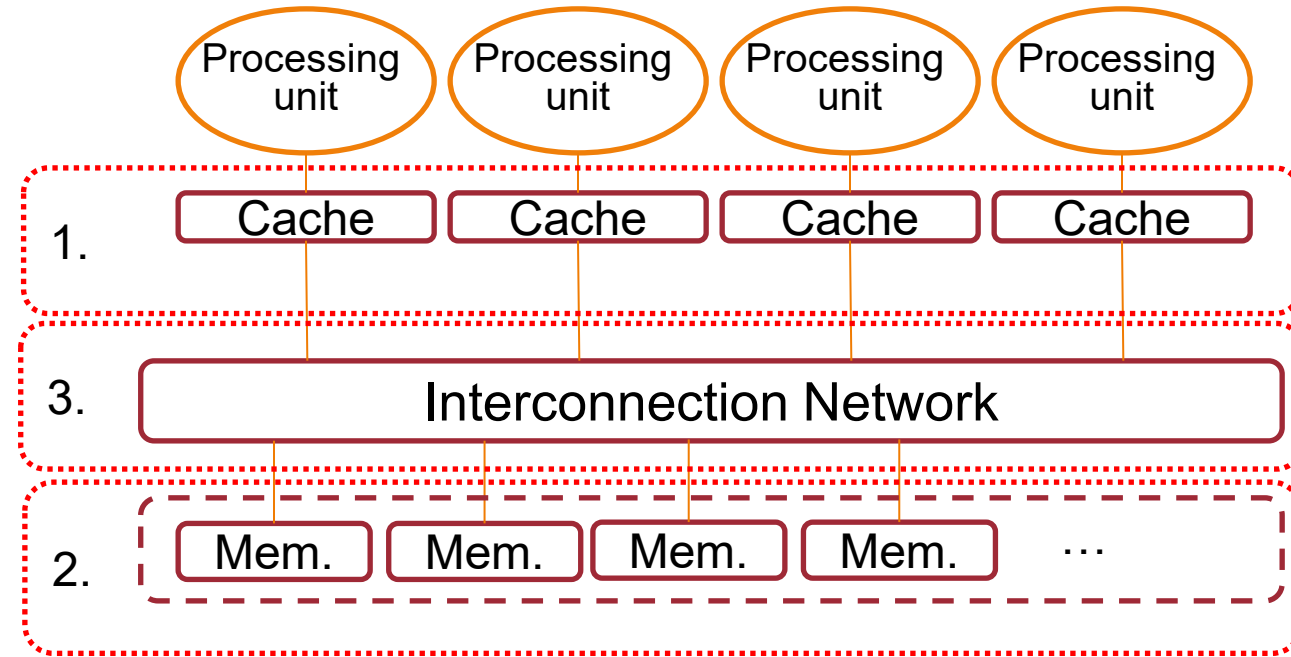 Processing
unit
Processing
unit
Processing
unit
Processing
unit
1.
Cache
Cache
Cache
Cache
3.
Interconnection Network
2.
Mem.
Mem.
Mem.
Mem.
...